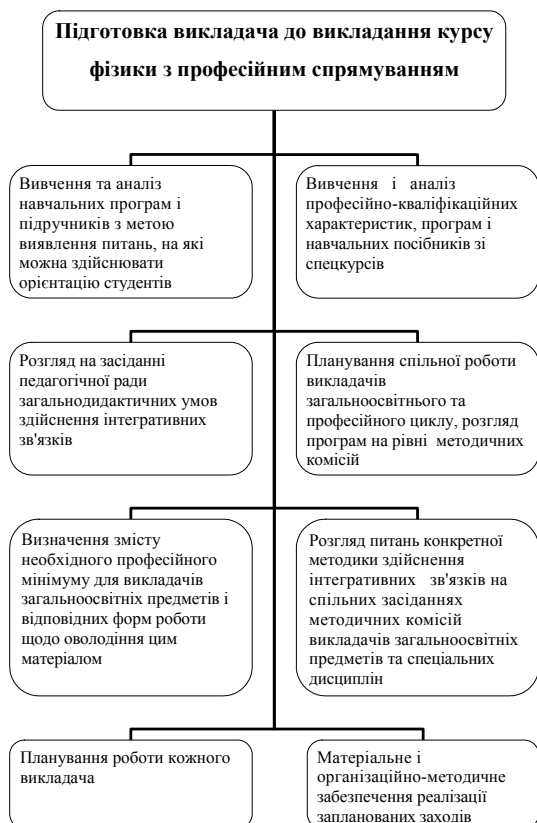 Підготовка викладача до викладання курсу
фізики з професійним спрямуванням
Вивчення та аналіз
навчальних програм і
підручників з метою
виявлення питань, на які
можна здійснювати
орієнтацію студентів
Вивчення і аналіз
професійно-кваліфікаційних
характеристик, програм і
навчальних посібників зі
спецкурсів
Розгляд на засіданні
педагогічної ради
загальнодидактичних умов
здійснення інтегративних
зв'язків
Планування спільної роботи
викладачів
загальноосвітнього та
професійного циклу, розгляд
програм на рівні методичних
комісій
Визначення змісту
необхідного професійного
мінімуму для викладачів
загальноосвітніх предметів і
відповідних форм роботи
щодо оволодіння цим
матеріалом
Розгляд питань конкретної
методики здійснення
інтегративних зв'язків на
спільних засіданнях
методичних комісій
викладачів загальноосвітніх
предметів та спеціальних
дисциплін
Планування роботи кожного
викладача
Матеріальне і
організаційно-методичне
забезпечення реалізації
запланованих заходів